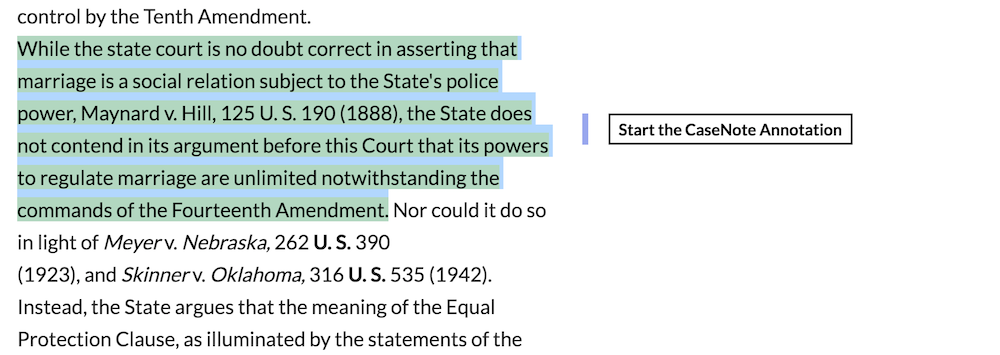 control by the Tenth Amendment.
While the state court is no doubt correct in asserting that
marriage is a social relation subject to the State's police
power, Maynard v. Hill, 125 U. S. 190 (1888), the State does
not contend in its argument before this Court that its powers
to regulate marriage are unlimited notwithstanding the
commands of the Fourteenth Amendment. Nor could it do so
in light of Meyer v. Nebraska, 262 U. S. 390
(1923), and Skinner v. Oklahoma, 316 U. S. 535 (1942).
Instead, the State argues that the meaning of the Equal
Protection Clause, as illuminated by the statements of the
Start the CaseNote Annotation